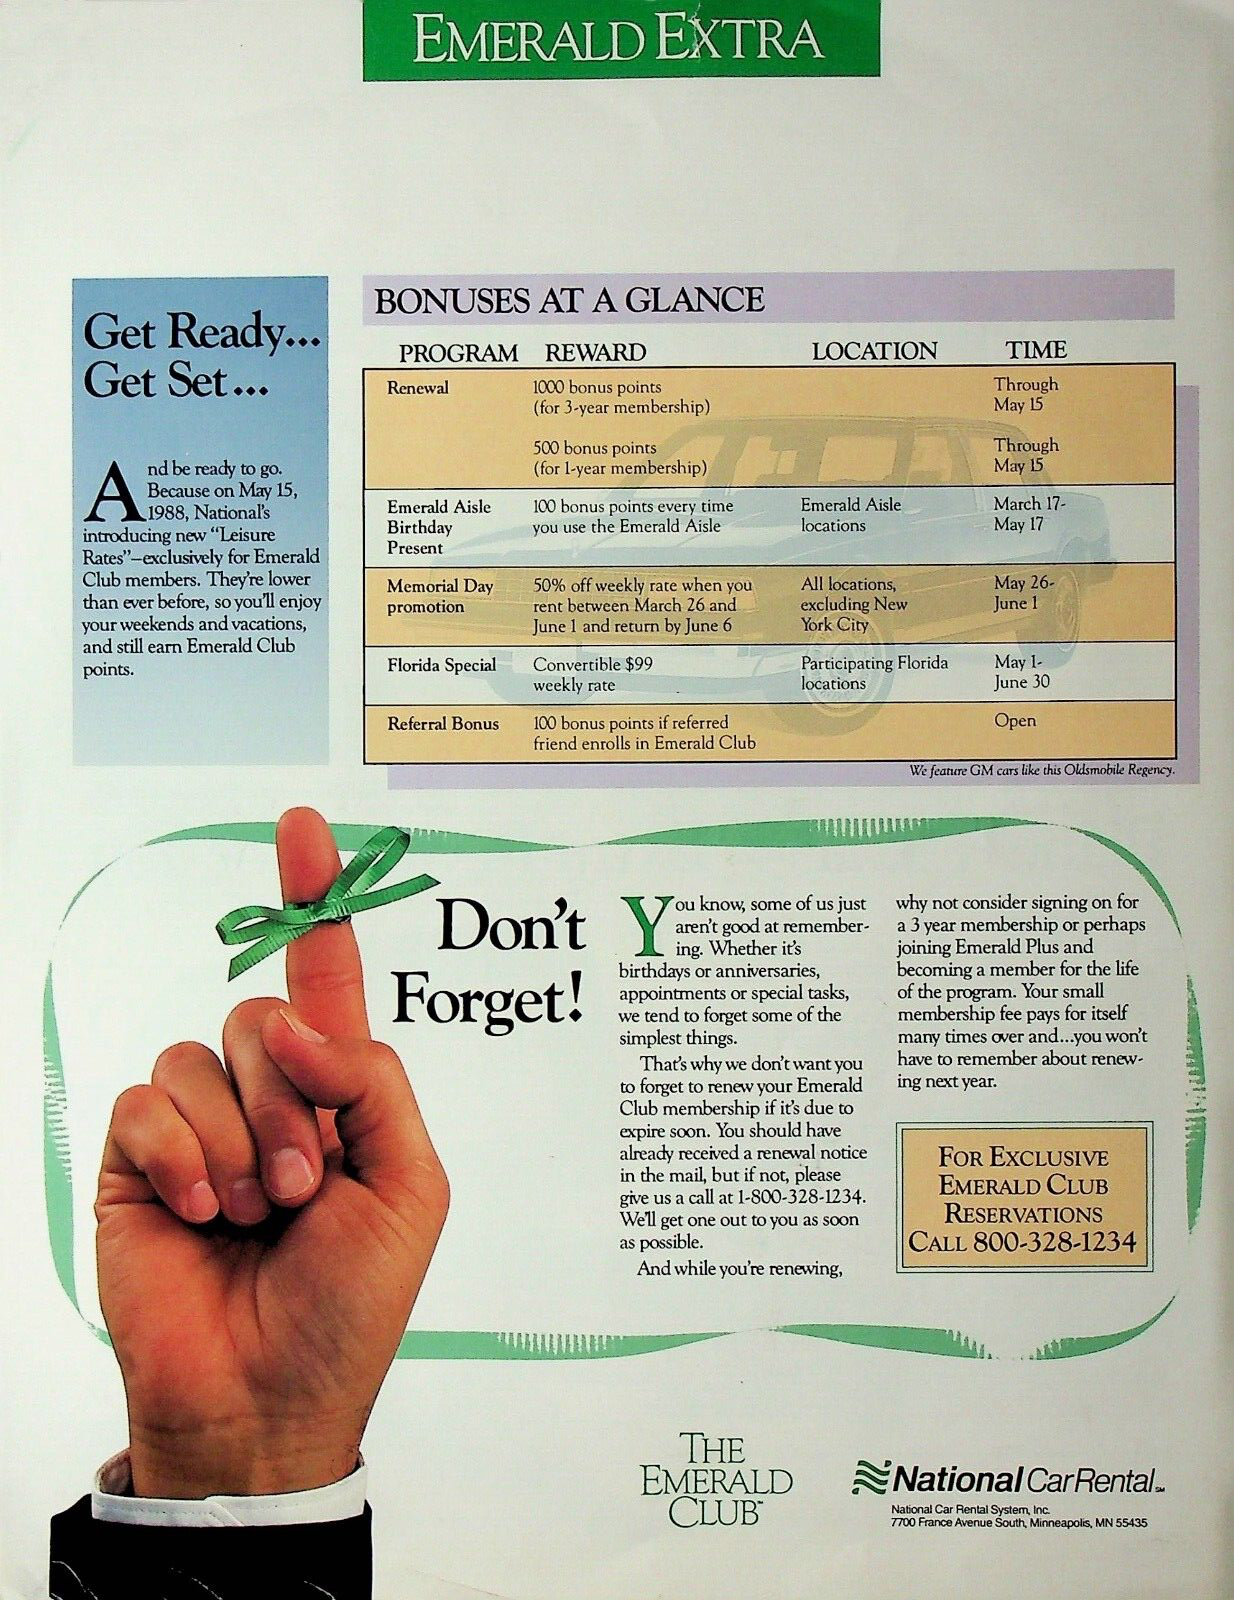 EMERALD EXTRA
Get Ready...
Get Set...
And be ready to go.
Because on May 15,
1988, National's
introducing new "Leisure
Rates"–exclusively for Emerald
Club members. They're lower
than ever before, so you'll enjoy
your weekends and vacations,
and still earn Emerald Club
points.
BONUSES AT A GLANCE
PROGRAM REWARD LOCATION TIME
Renewal 1000 bonus points Through
(for 3-year membership) May 15
500 bonus points Through
(for 1-year membership) May 15
Emerald Aisle 100 bonus points every time Emerald Aisle March 17-
Birthday you use the Emerald Aisle locations May 17
Present
Memorial Day 50% off weekly rate when you All locations, May 26-
promotion rent between March 26 and excluding New June 1
June 1 and return by June 6 York City
Florida Special Convertible $99 Participating Florida May 1-
weekly rate locations June 30
Referral Bonus 100 bonus points if referred Open
friend enrolls in Emerald Club
We feature GM cars like this Oldsmobile Regency.
Don't
Forget!
You know, some of us just
aren't good at remember-
ing. Whether it's
birthdays or anniversaries,
appointments or special tasks,
we tend to forget some of the
simplest things.
That's why we don't want you
to forget to renew your Emerald
Club membership if it's due to
expire soon. You should have
already received a renewal notice
in the mail, but if not, please
give us a call at 1-800-328-1234.
We'll get one out to you as soon
as possible.
And while you're renewing,
why not consider signing on for
a 3 year membership or perhaps
joining Emerald Plus and
becoming a member for the life
of the program. Your small
membership fee pays for itself
many times over and...you won't
have to remember about renew-
ing next year.
FOR EXCLUSIVE
EMERALD CLUB
RESERVATIONS
CALL 800-328-1234
THE
EMERALD
CLUB™
National Car Rental℠
National Car Rental System, Inc.
7700 France Avenue South, Minneapolis, MN 55435